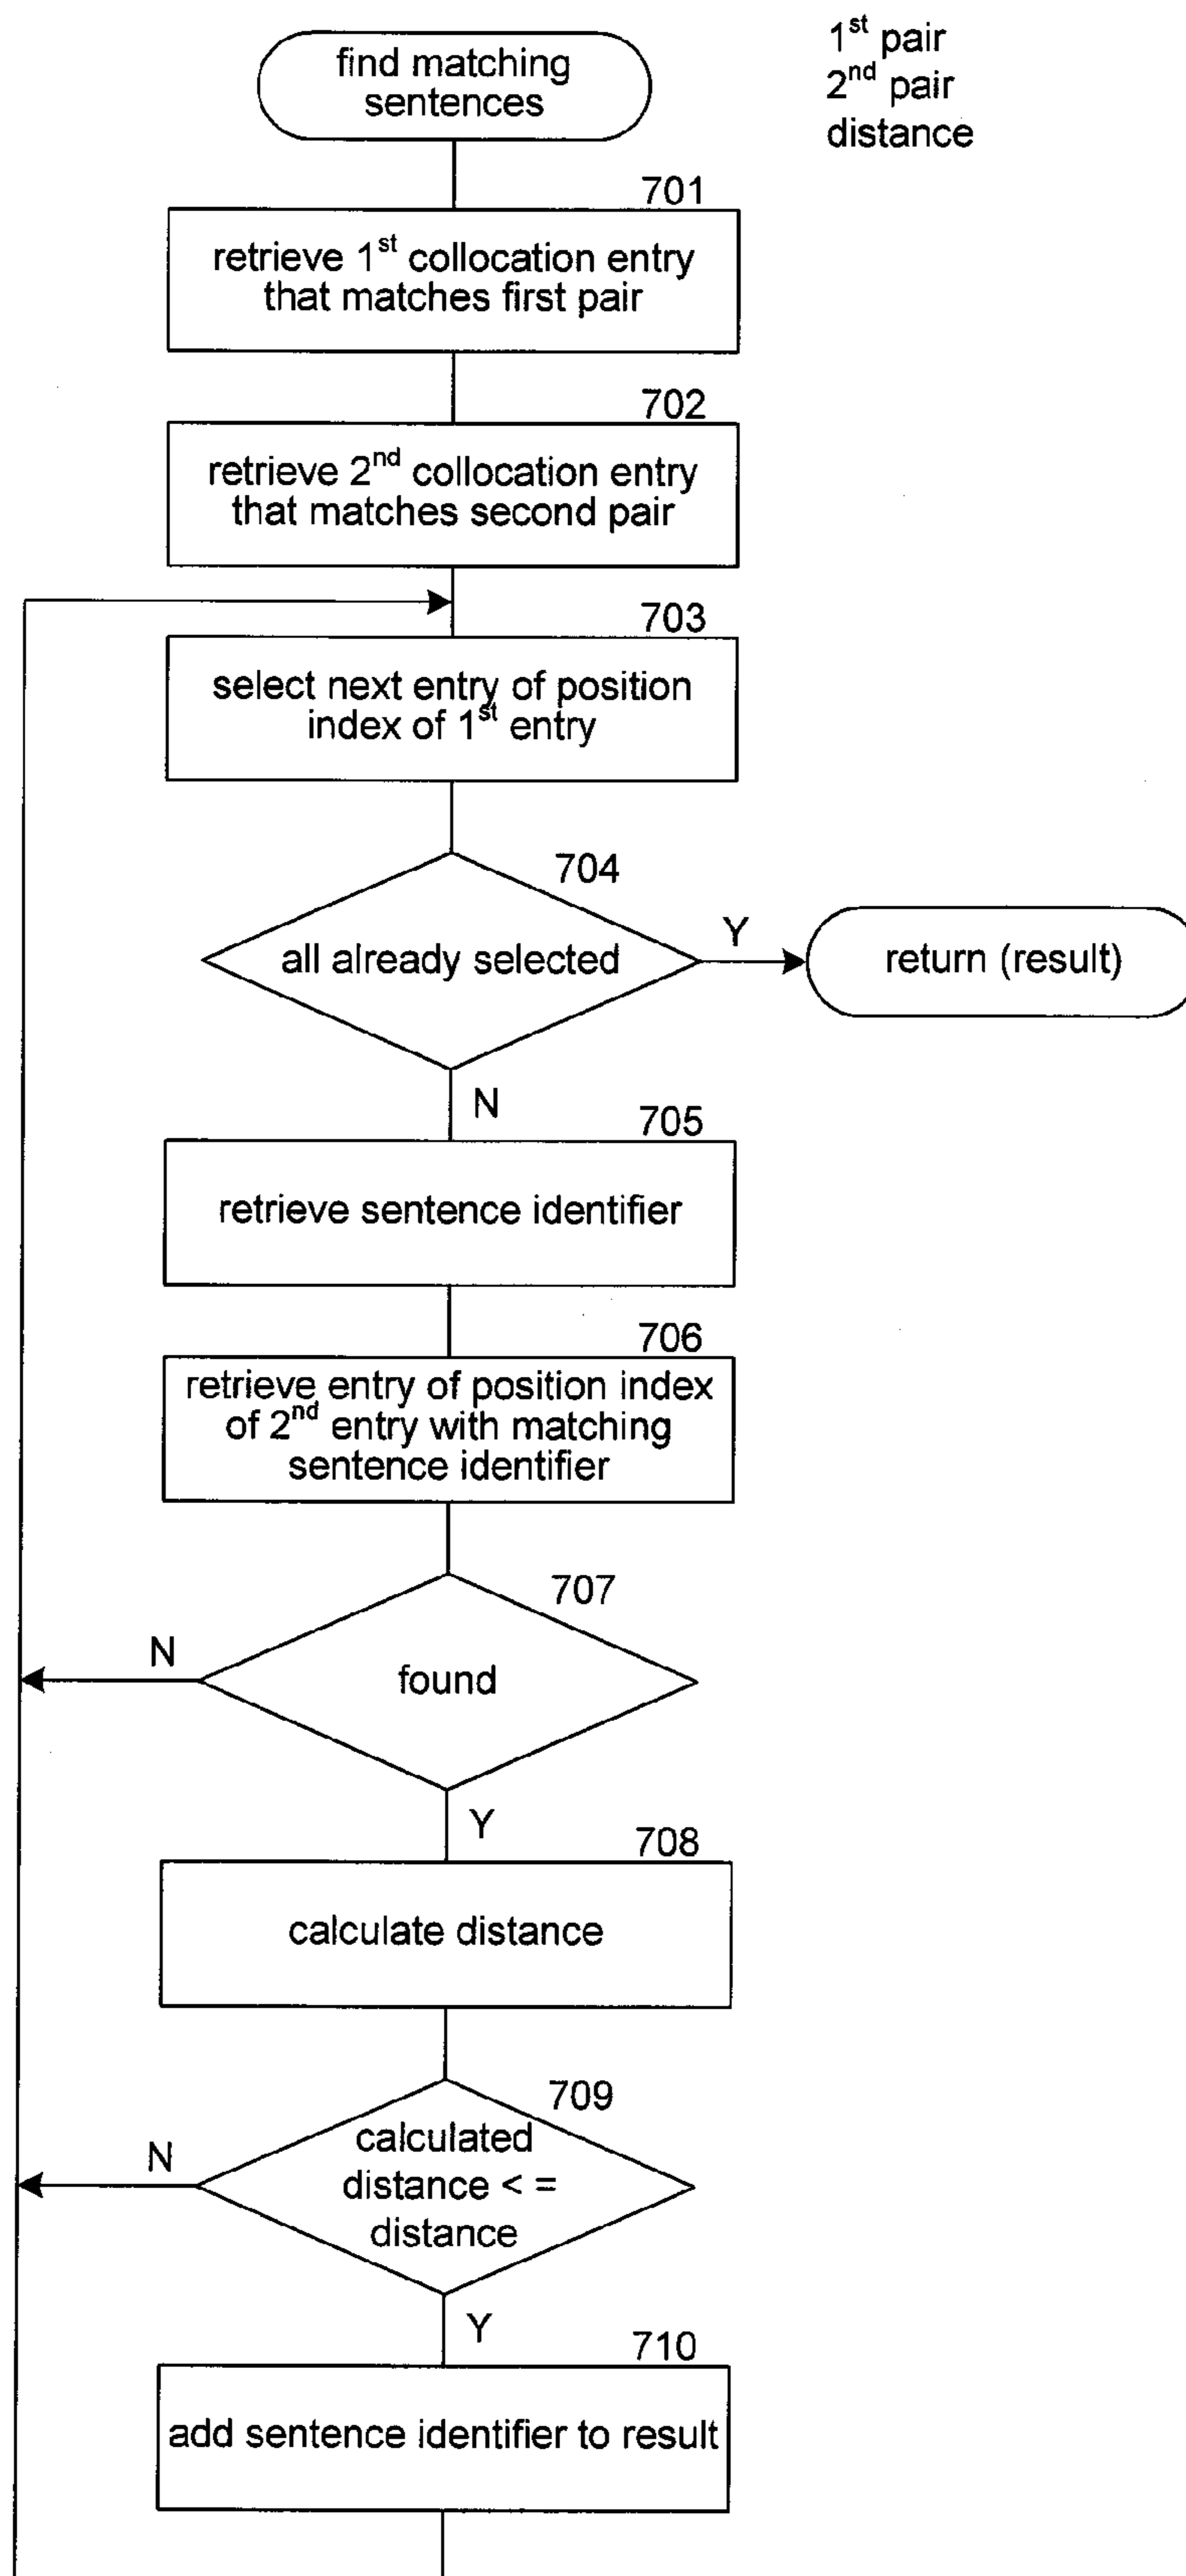 find matching
sentences
1st pair
2nd pair
distance
701
retrieve 1st collocation entry
that matches first pair
702
retrieve 2nd collocation entry
that matches second pair
703
select next entry of position
index of 1st entry
704
all already selected
Y
return (result)
N
705
retrieve sentence identifier
706
retrieve entry of position index
of 2nd entry with matching
sentence identifier
707
found
N
Y
708
calculate distance
709
calculated
distance < =
distance
N
Y
710
add sentence identifier to result